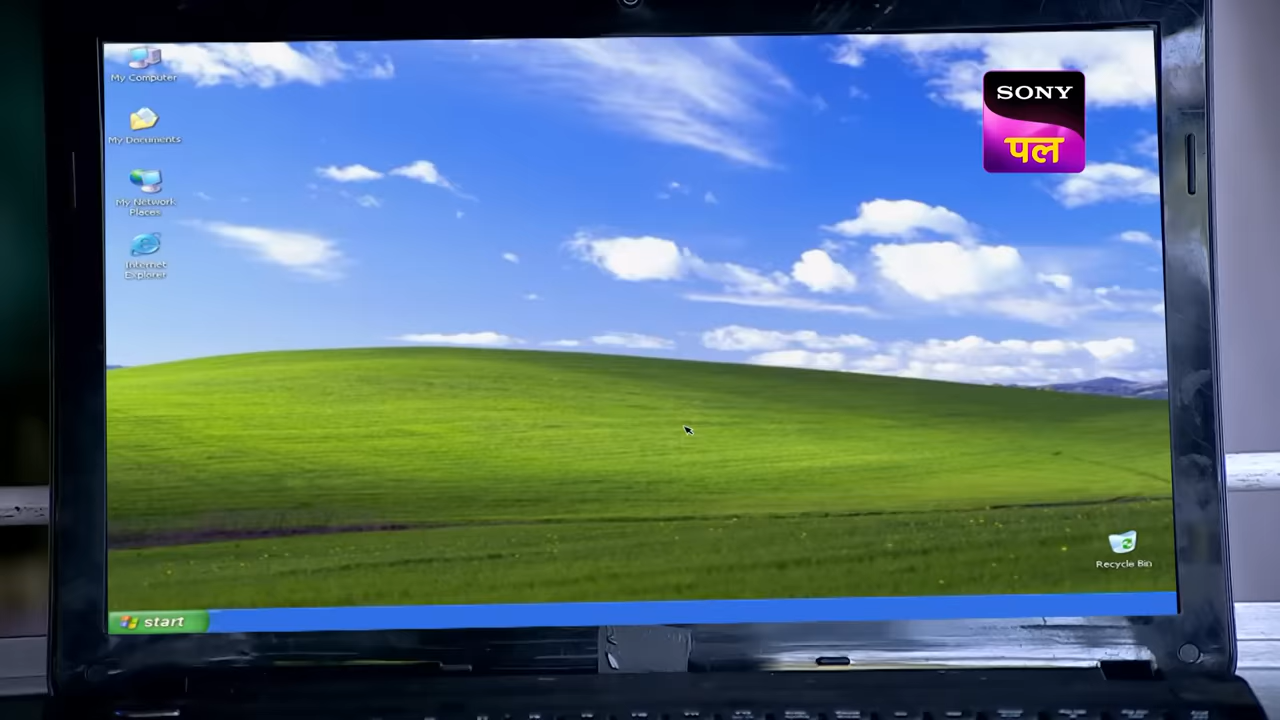 My Computer
SONY
पल
My Documents
My Network
Places
Internet
Explorer
Recycle Bin
start